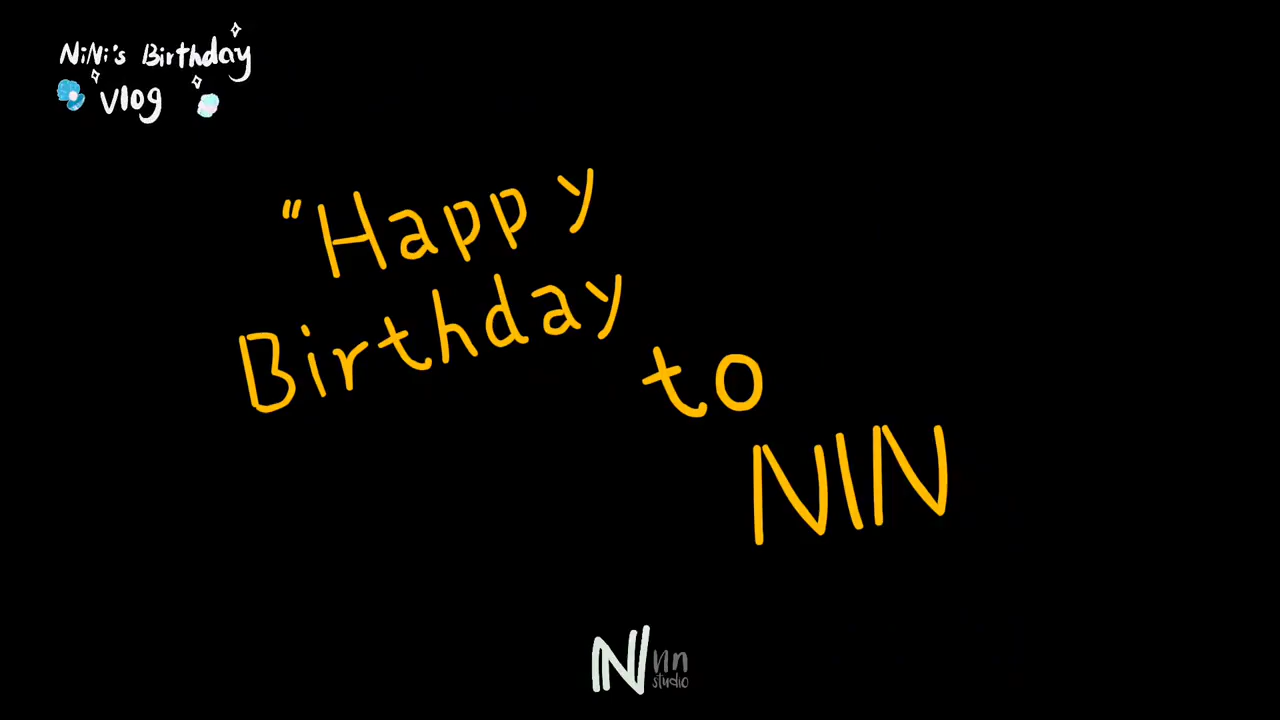 NiNi's Birthday
Vlog
"Happy
Birthday
to
NIN
N nn
studio